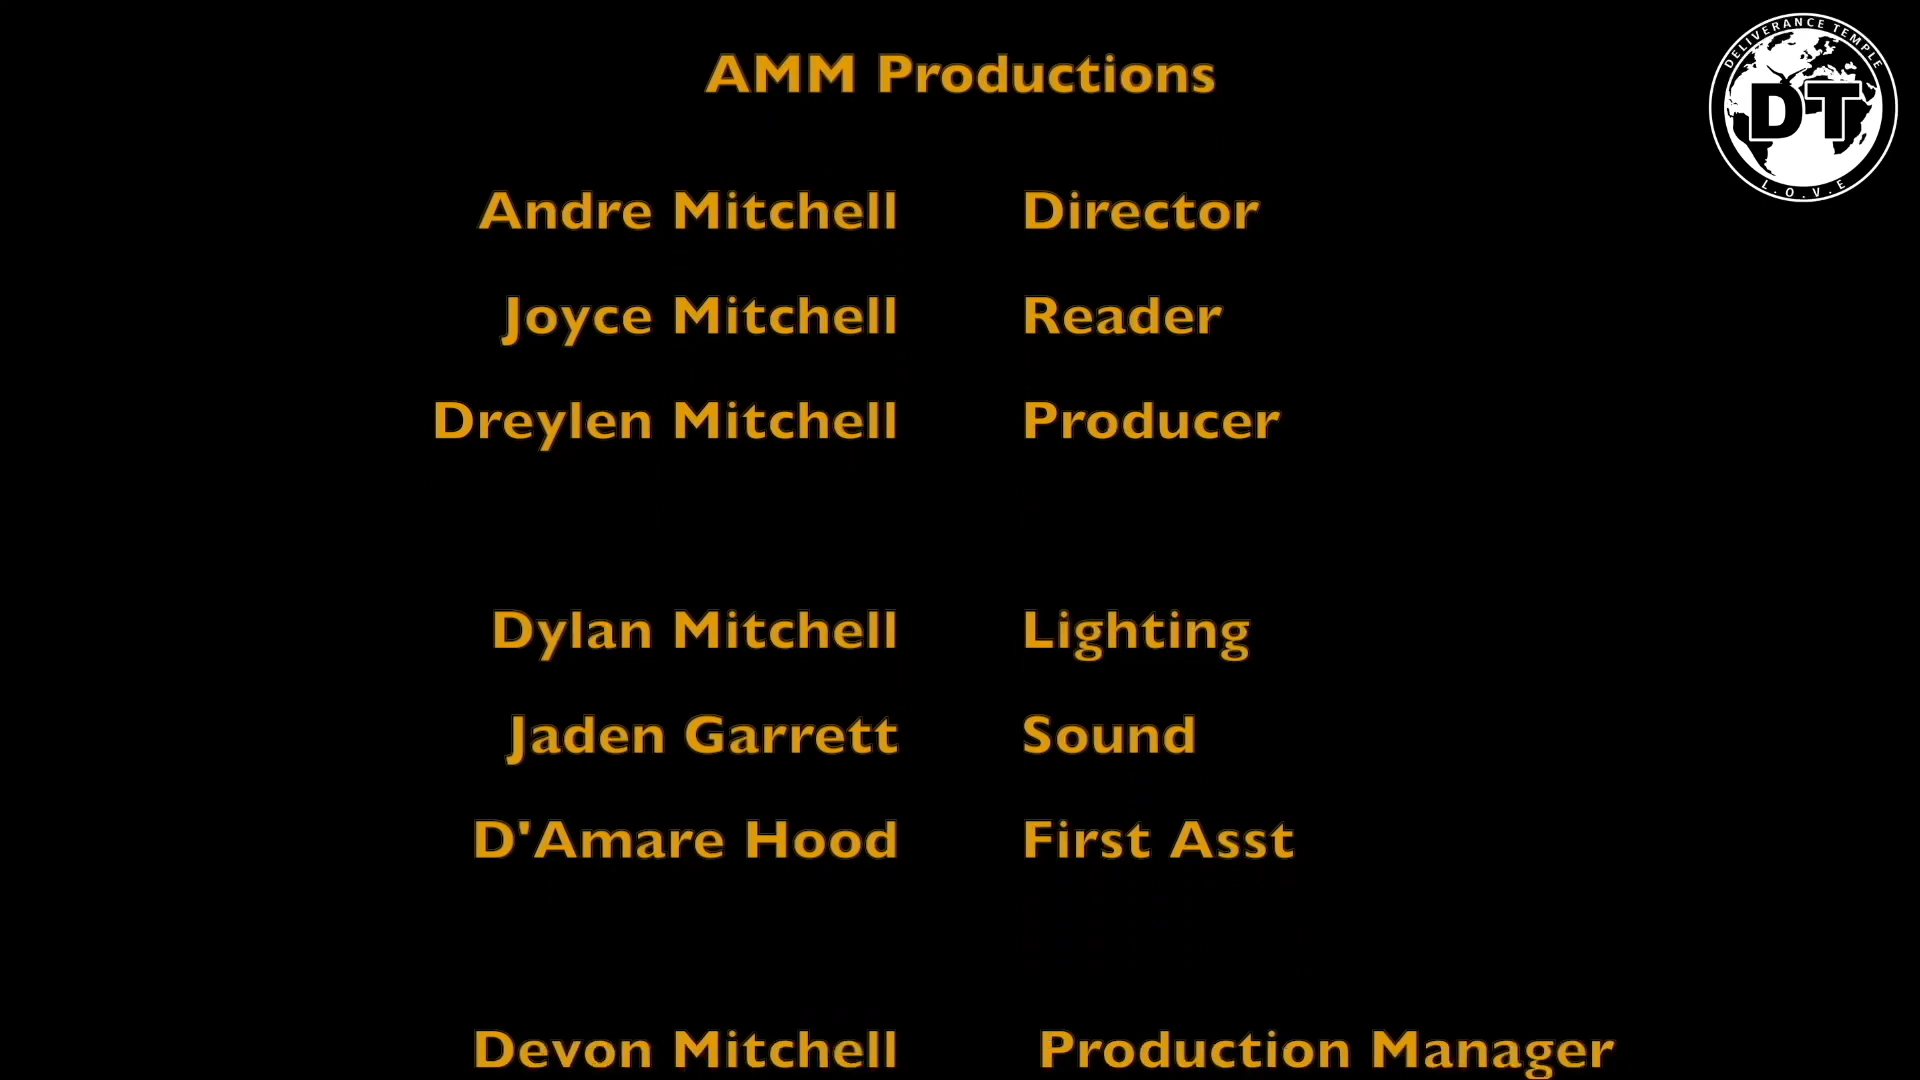 AMM Productions
DELIVERANCE TEMPLE
DT
L.O.V.E
Andre Mitchell Director
Joyce Mitchell Reader
Dreylen Mitchell Producer
Dylan Mitchell Lighting
Jaden Garrett Sound
D'Amare Hood First Asst
Devon Mitchell Production Manager